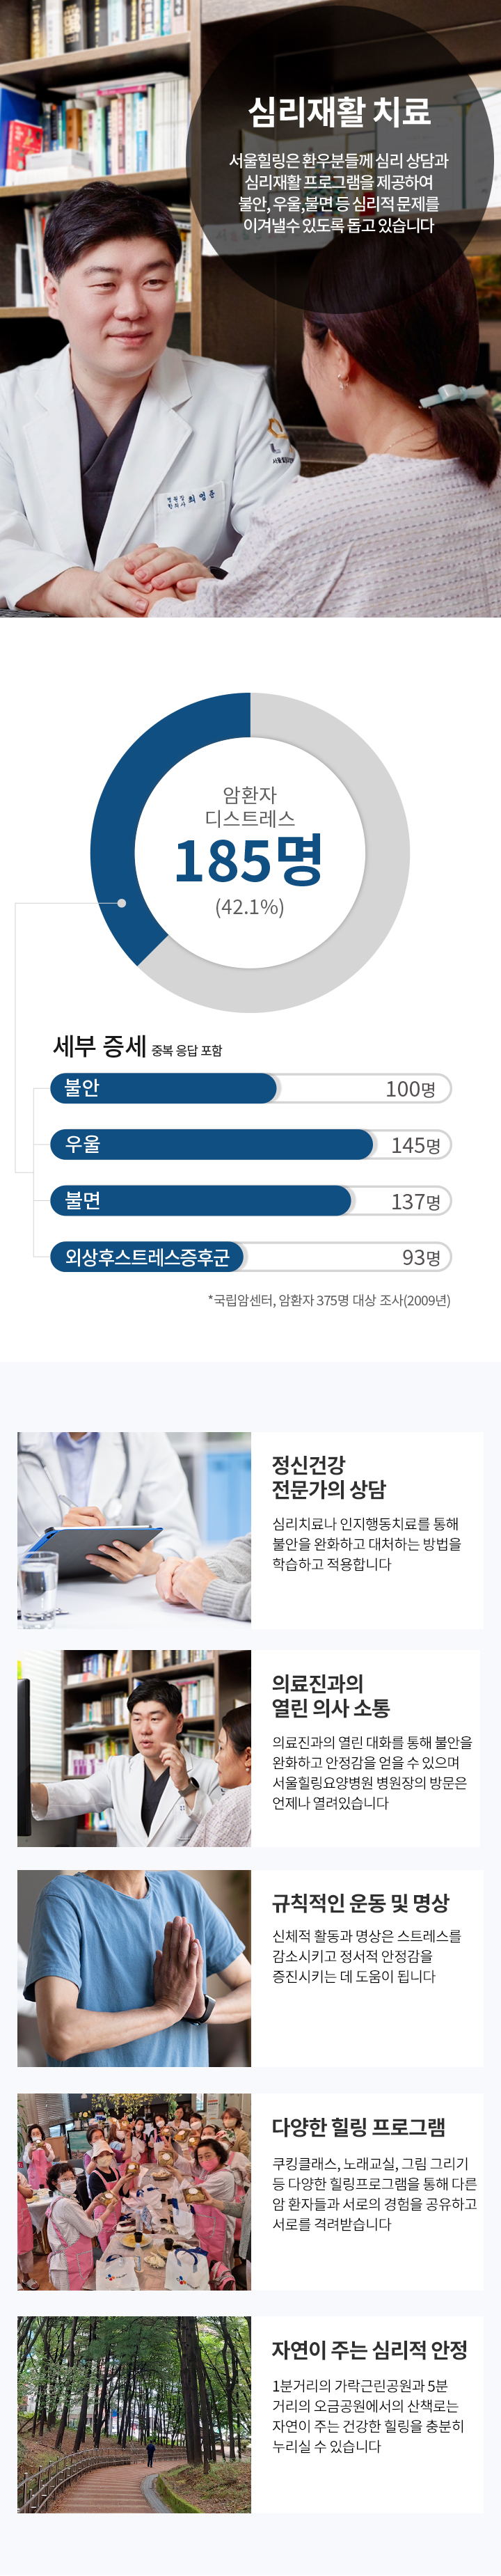 심리재활 치료
서울힐링은 환우분들께 심리 상담과
심리재활 프로그램을 제공하여
불안, 우울,불면 등 심리적 문제를
이겨낼수 있도록 돕고 있습니다
병원장
한의사 최영훈
암환자
디스트레스
185명
(42.1%)
세부 증세 중복 응답 포함
불안 100명
우울 145명
불면 137명
외상후스트레스증후군 93명
*국립암센터, 암환자 375명 대상 조사(2009년)
정신건강
전문가의 상담
심리치료나 인지행동치료를 통해
불안을 완화하고 대처하는 방법을
학습하고 적용합니다
의료진과의
열린 의사 소통
의료진과의 열린 대화를 통해 불안을
완화하고 안정감을 얻을 수 있으며
서울힐링요양병원 병원장의 방문은
언제나 열려있습니다
규칙적인 운동 및 명상
신체적 활동과 명상은 스트레스를
감소시키고 정서적 안정감을
증진시키는 데 도움이 됩니다
다양한 힐링 프로그램
쿠킹클래스, 노래교실, 그림 그리기
등 다양한 힐링프로그램을 통해 다른
암 환자들과 서로의 경험을 공유하고
서로를 격려받습니다
자연이 주는 심리적 안정
1분거리의 가락근린공원과 5분
거리의 오금공원에서의 산책로는
자연이 주는 건강한 힐링을 충분히
누리실 수 있습니다